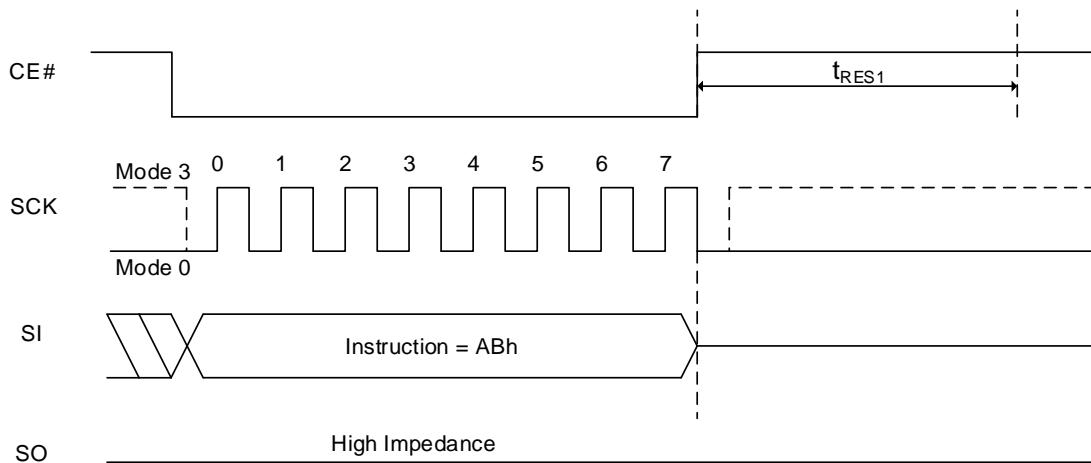 CE#
tRES1
Mode 3
0 1 2 3 4 5 6 7
SCK
Mode 0
SI
Instruction = ABh
SO
High Impedance